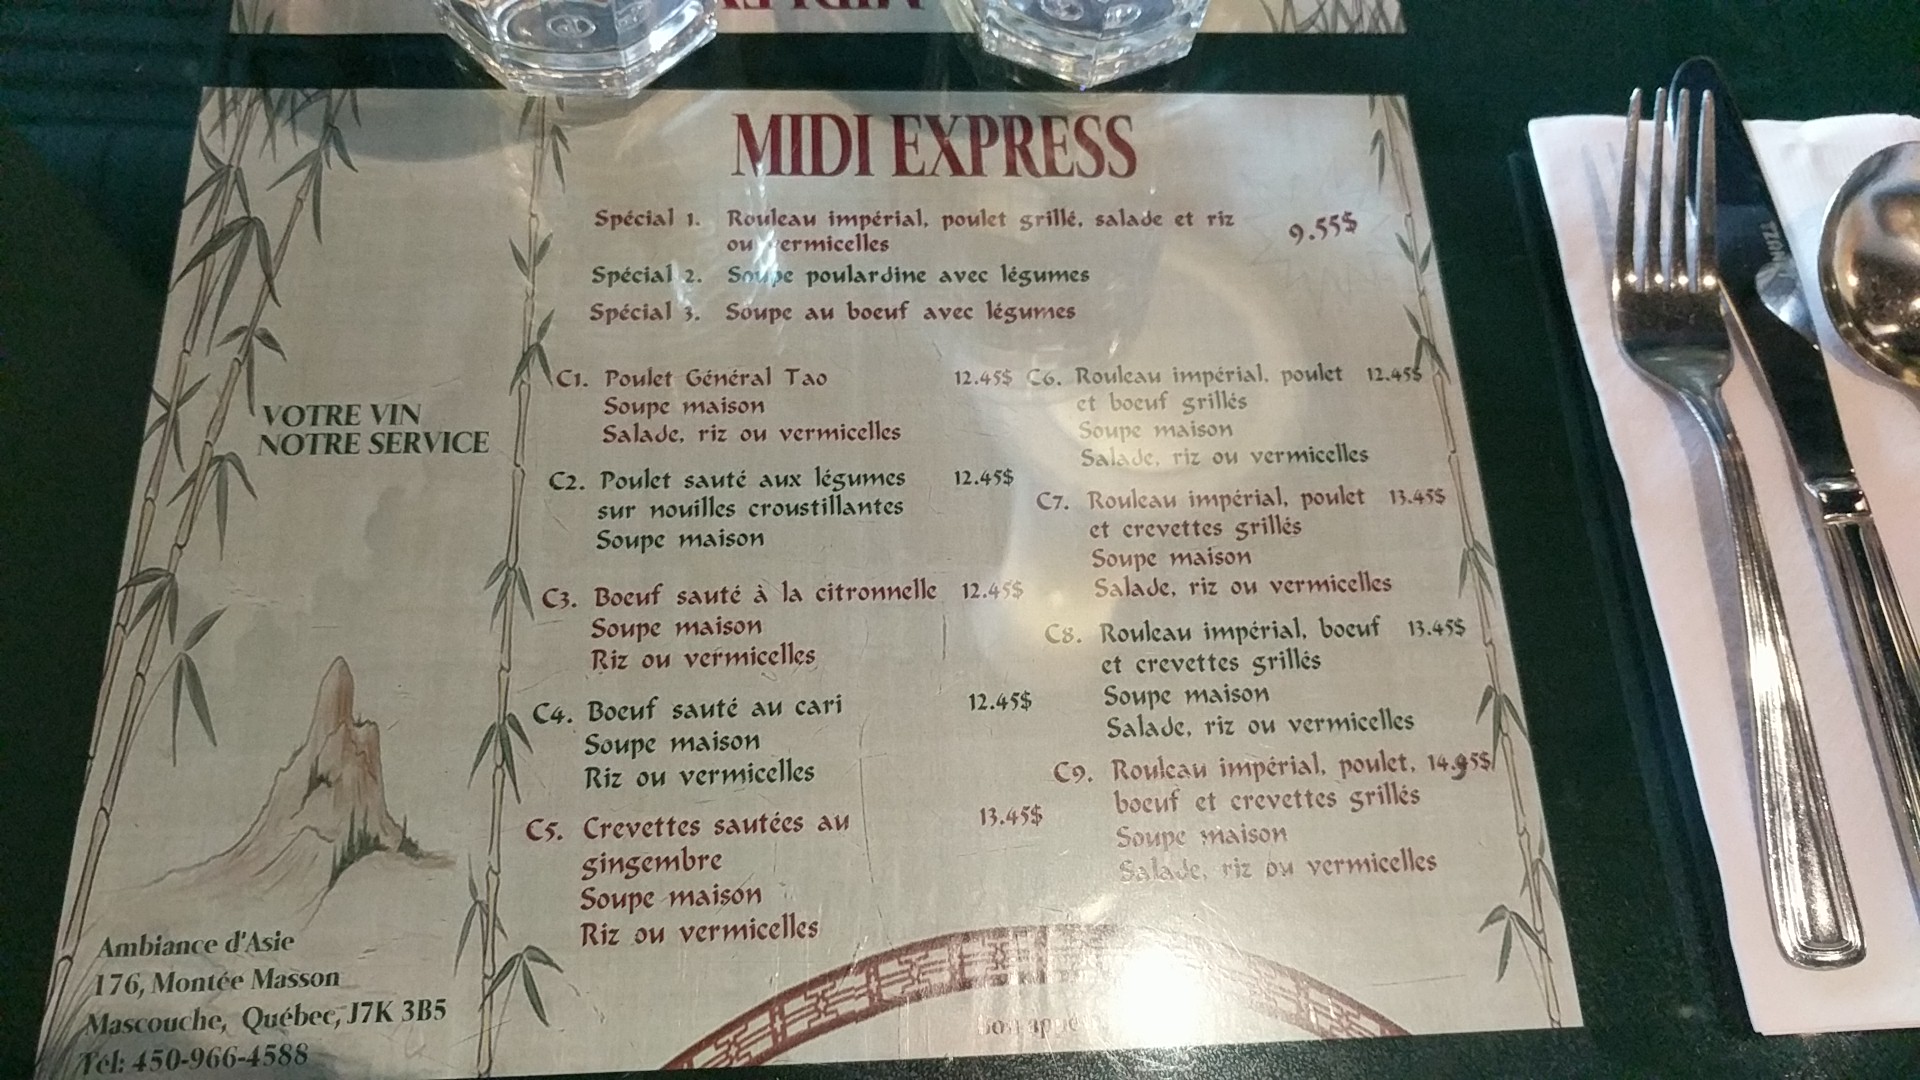 MIDI EXPRESS
Spécial 1. Rouleau impérial, poulet grillé, salade et riz
ou vermicelles
9.55$
Spécial 2. Soupe poulardine avec légumes
Spécial 3. Soupe au boeuf avec légumes
C1. Poulet Général Tao 12.45$
Soupe maison
Salade, riz ou vermicelles
C2. Poulet sauté aux légumes 12.45$
sur nouilles croustillantes
Soupe maison
C3. Boeuf sauté à la citronnelle 12.45$
Soupe maison
Riz ou vermicelles
C4. Boeuf sauté au cari 12.45$
Soupe maison
Riz ou vermicelles
C5. Crevettes sautées au 13.45$
gingembre
Soupe maison
Riz ou vermicelles
C6. Rouleau impérial, poulet 12.45$
et boeuf grillés
Soupe maison
Salade, riz ou vermicelles
C7. Rouleau impérial, poulet 13.45$
et crevettes grillés
Soupe maison
Salade, riz ou vermicelles
C8. Rouleau impérial, boeuf 13.45$
et crevettes grillés
Soupe maison
Salade, riz ou vermicelles
C9. Rouleau impérial, poulet, 14.95$
boeuf et crevettes grillés
Soupe maison
Salade, riz ou vermicelles
VOTRE VIN
NOTRE SERVICE
Ambiance d'Asie
176, Montée Masson
Mascouche, Québec, J7K 3B5
Tél: 450-966-4588